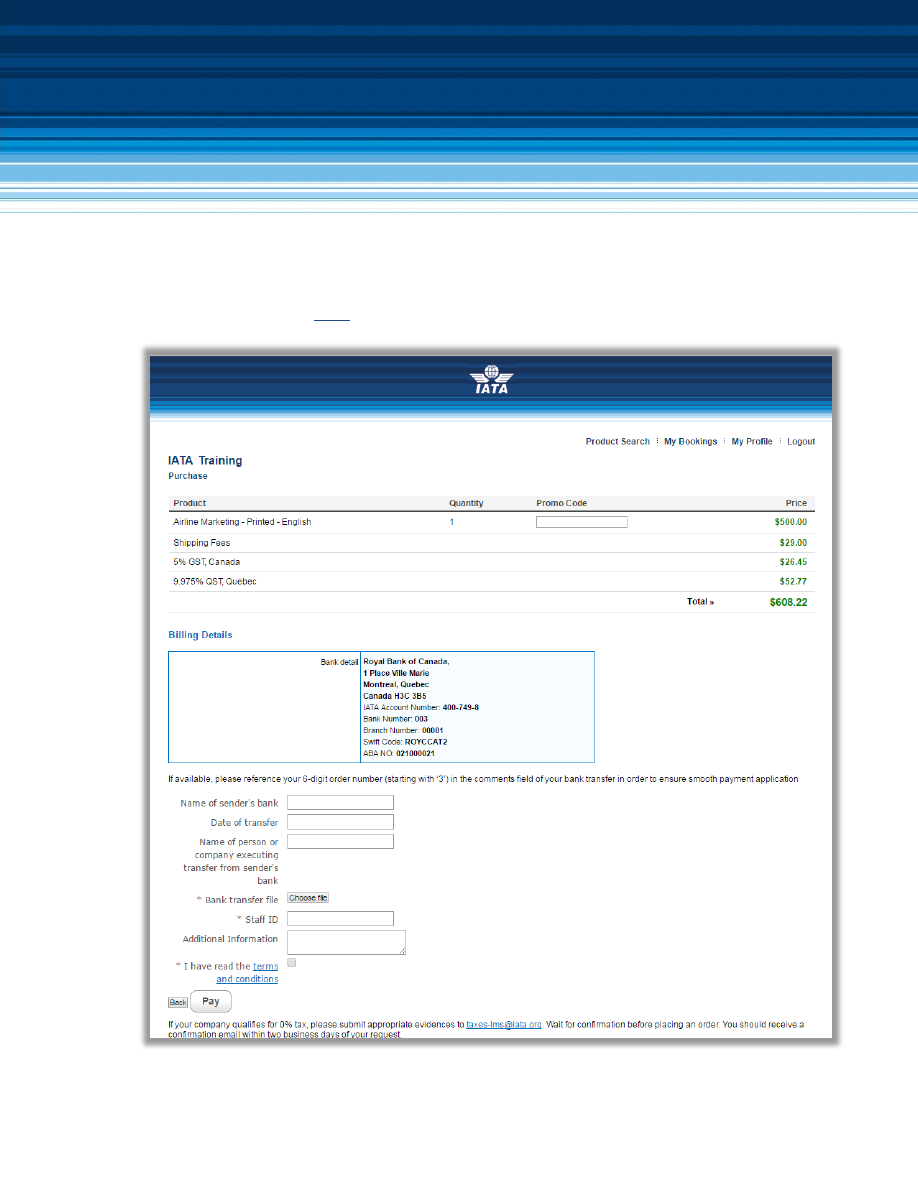 IATA
Product Search My Bookings My Profile Logout
IATA Training
Purchase
Product Quantity Promo Code Price
Airline Marketing - Printed - English 1 $500.00
Shipping Fees $29.00
5% GST, Canada $26.45
9.975% QST, Quebec $52.77
Total » $608.22
Billing Details
Bank detail Royal Bank of Canada,
1 Place Ville Marie
Montreal, Quebec
Canada H3C 3B5
IATA Account Number: 400-749-8
Bank Number: 003
Branch Number: 00001
Swift Code: ROYCCAT2
ABA NO: 021000021
If available, please reference your 6-digit order number (starting with '3') in the comments field of your bank transfer in order to ensure smooth payment application
Name of sender's bank
Date of transfer
Name of person or
company executing
transfer from sender's
bank
* Bank transfer file Choose file
* Staff ID
Additional Information
* I have read the terms
and conditions
Back Pay
If your company qualifies for 0% tax, please submit appropriate evidences to taxes-lms@iata.org. Wait for confirmation before placing an order. You should receive a
confirmation email within two business days of your request.